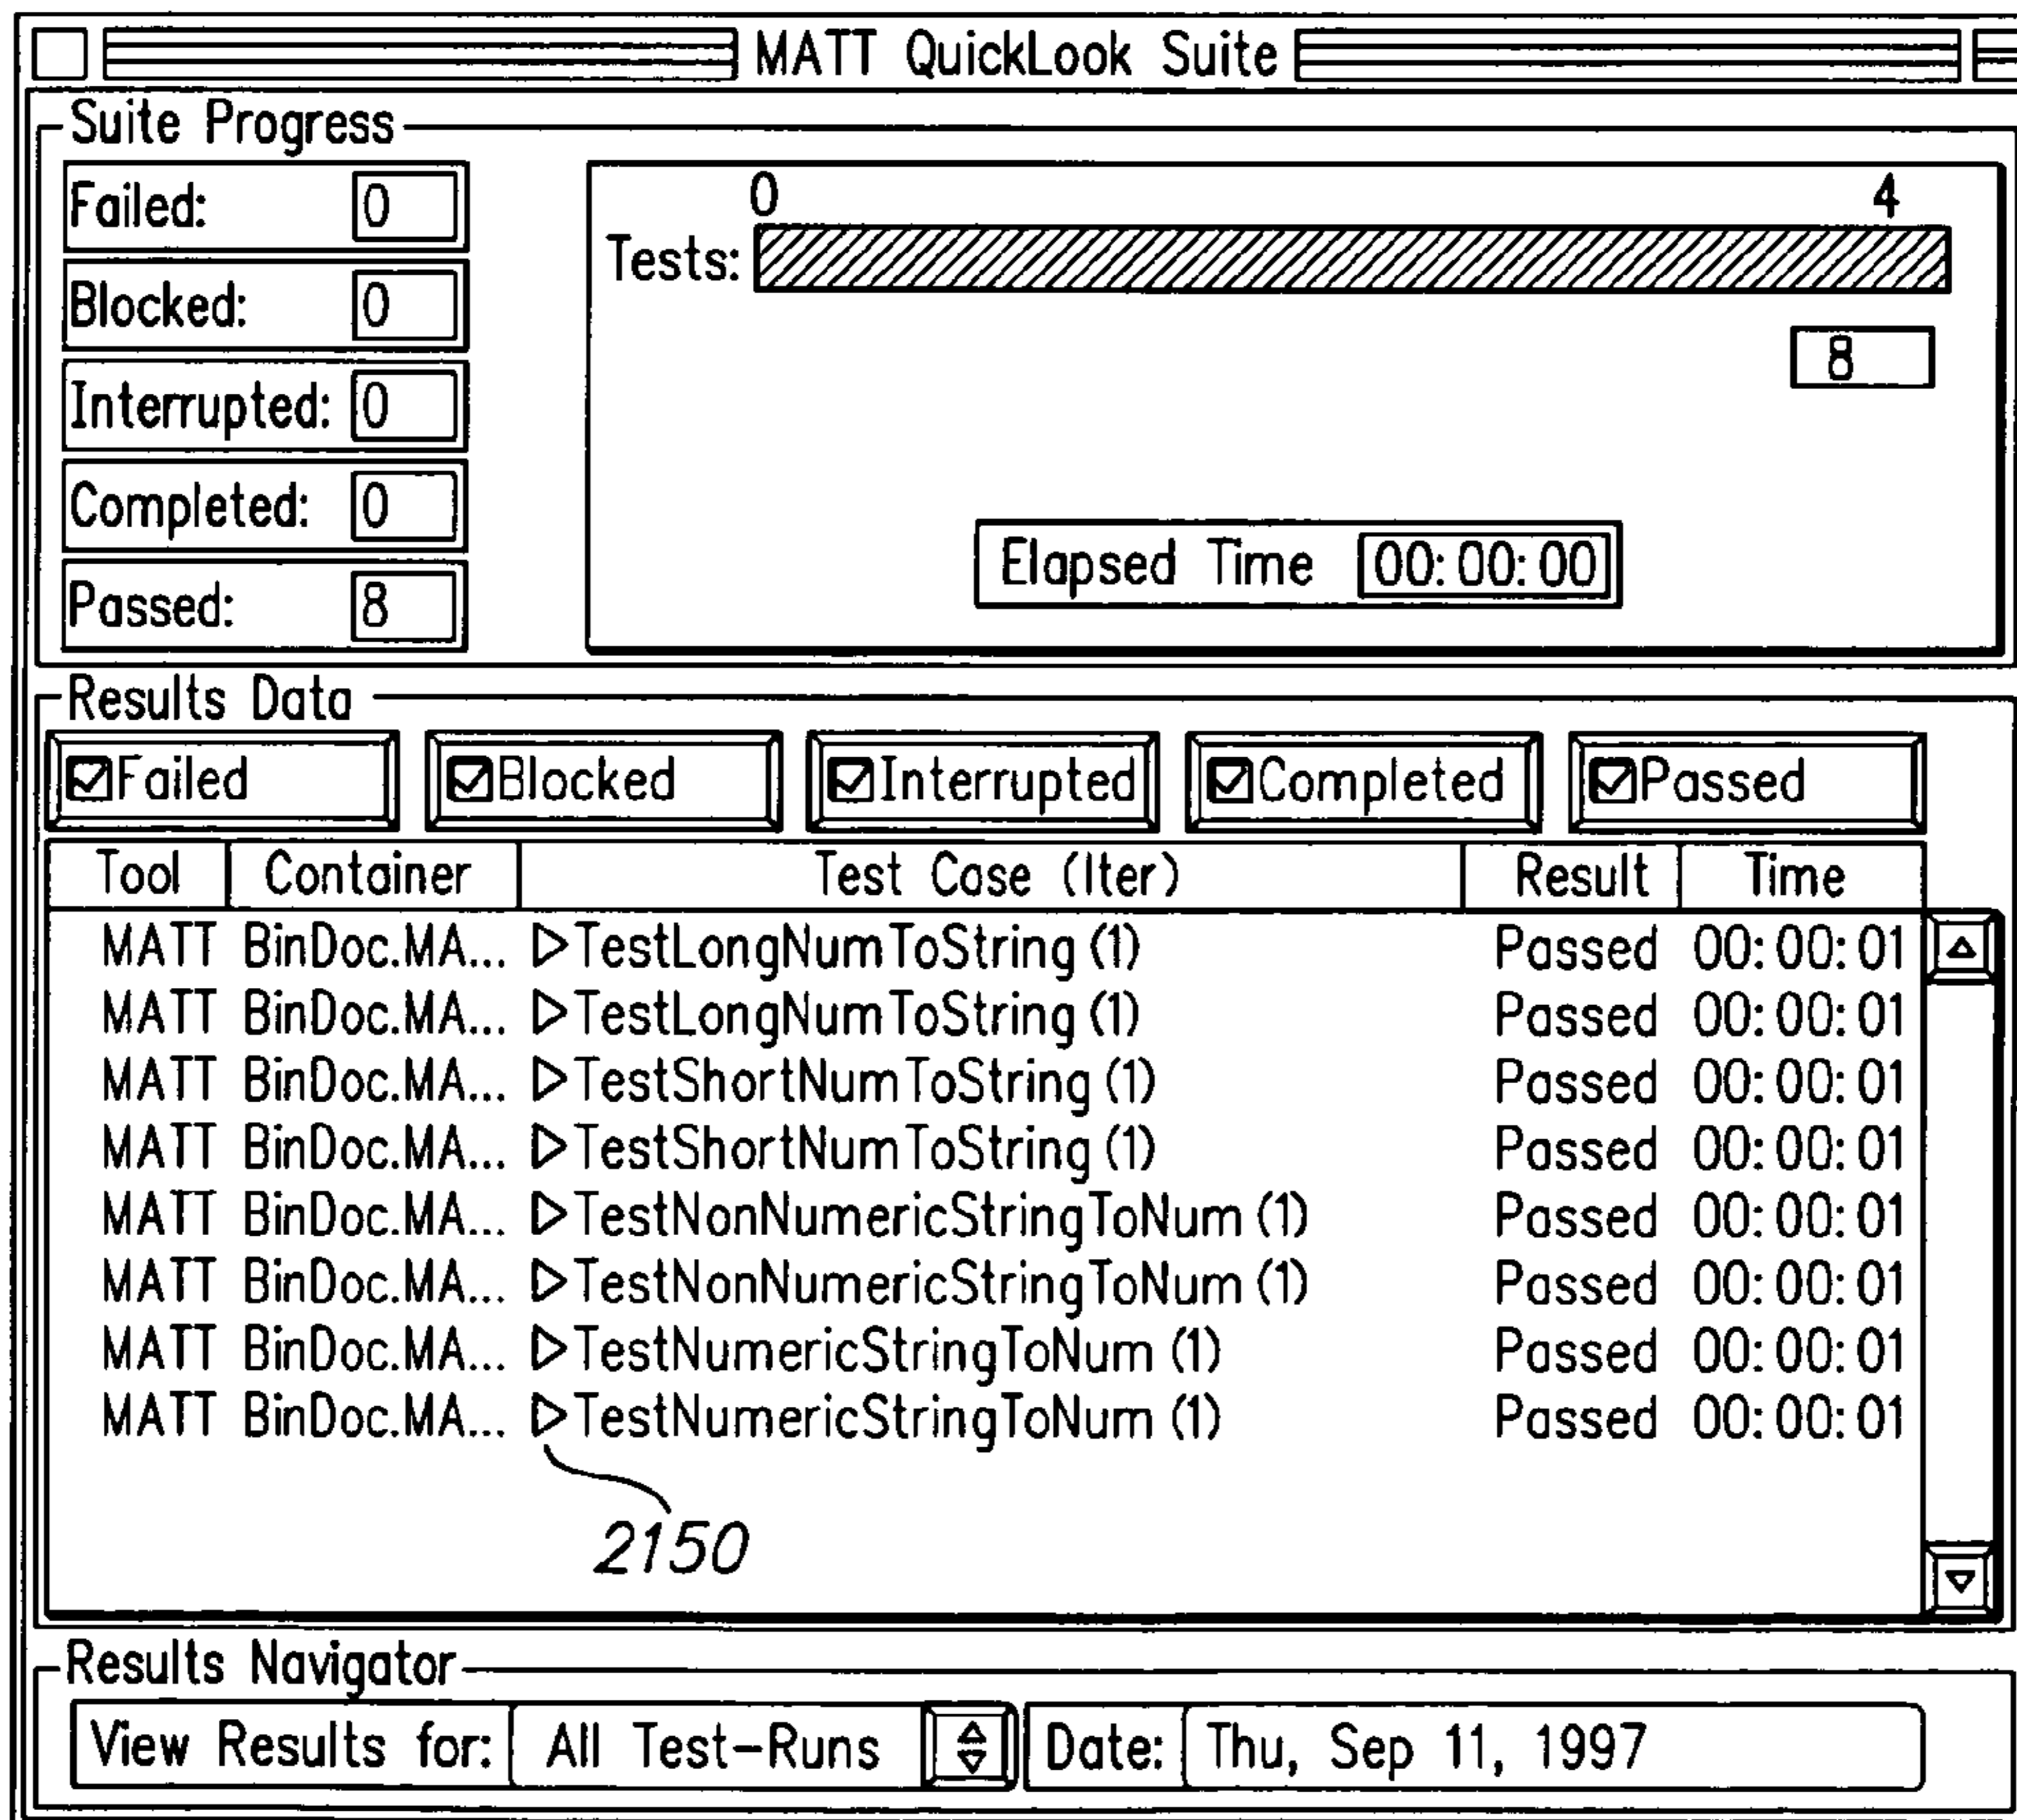 MATT QuickLook Suite
Suite Progress
Failed: 0
Blocked: 0
Interrupted: 0
Completed: 0
Passed: 8
0 4
Tests:
8
Elapsed Time 00:00:00
Results Data
Failed Blocked Interrupted Completed Passed
Tool Container Test Case (Iter) Result Time
MATT BinDoc.MA... TestLongNumToString (1) Passed 00:00:01
MATT BinDoc.MA... TestLongNumToString (1) Passed 00:00:01
MATT BinDoc.MA... TestShortNumToString (1) Passed 00:00:01
MATT BinDoc.MA... TestShortNumToString (1) Passed 00:00:01
MATT BinDoc.MA... TestNonNumericStringToNum (1) Passed 00:00:01
MATT BinDoc.MA... TestNonNumericStringToNum (1) Passed 00:00:01
MATT BinDoc.MA... TestNumericStringToNum (1) Passed 00:00:01
MATT BinDoc.MA... TestNumericStringToNum (1) Passed 00:00:01
2150
Results Navigator
View Results for: All Test-Runs Date: Thu, Sep 11, 1997